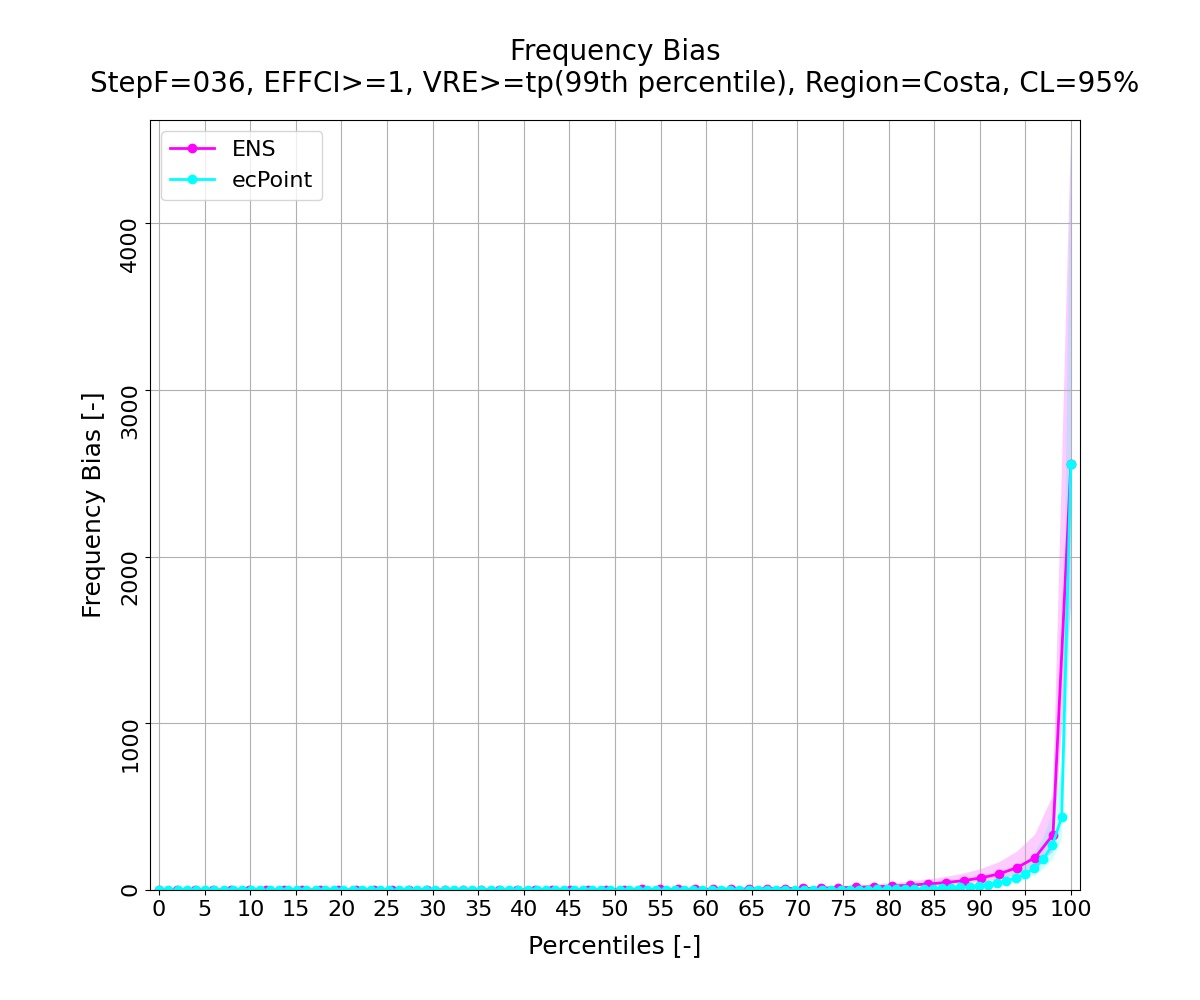 Frequency Bias
StepF=036, EFFCI>=1, VRE>=tp(99th percentile), Region=Costa, CL=95%
ENS
ecPoint
Frequency Bias [-]
4000
3000
2000
1000
0
0 5 10 15 20 25 30 35 40 45 50 55 60 65 70 75 80 85 90 95 100
Percentiles [-]